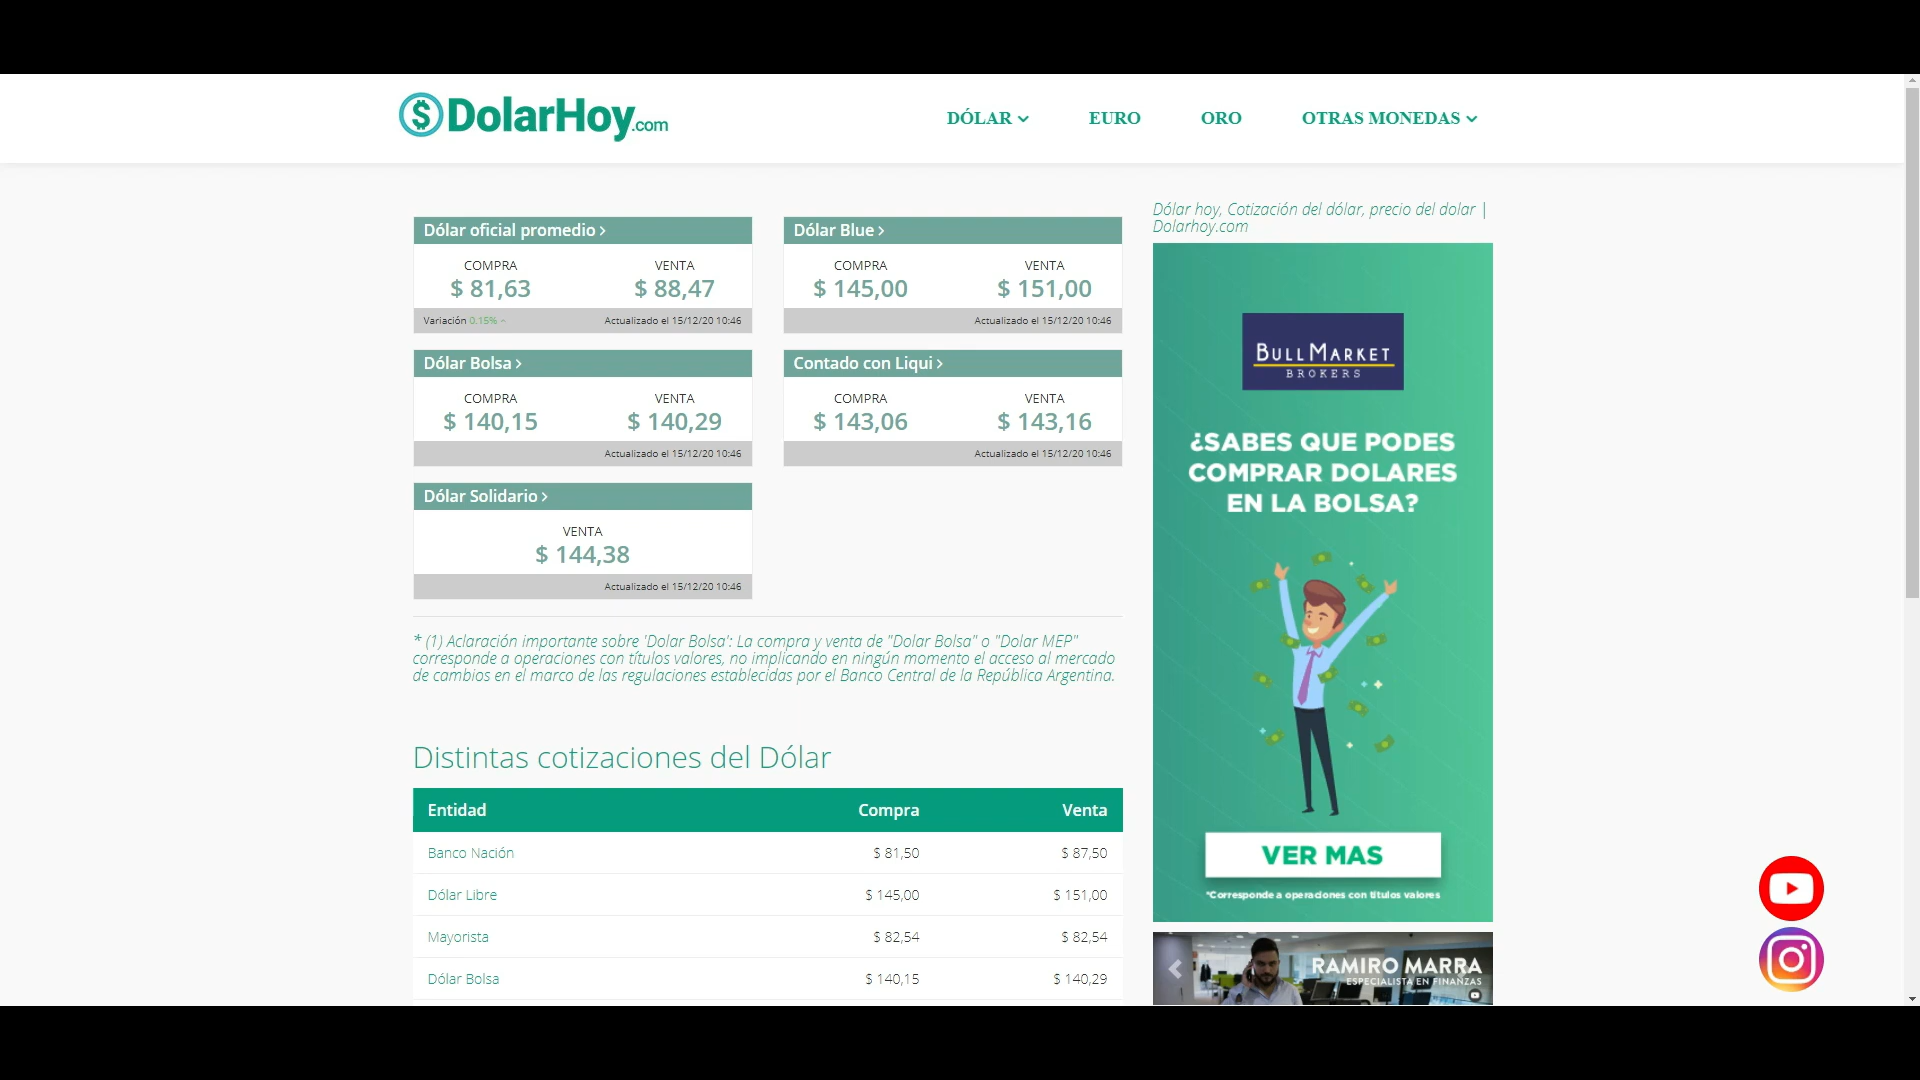 DolarHoy.com
DÓLAR
EURO
ORO
OTRAS MONEDAS
Dólar oficial promedio
COMPRA
VENTA
$ 81,63
$ 88,47
Variación 0.15%
Actualizado el 15/12/20 10:46
Dólar Blue
COMPRA
VENTA
$ 145,00
$ 151,00
Actualizado el 15/12/20 10:46
Dólar Bolsa
COMPRA
VENTA
$ 140,15
$ 140,29
Actualizado el 15/12/20 10:46
Contado con Liqui
COMPRA
VENTA
$ 143,06
$ 143,16
Actualizado el 15/12/20 10:46
Dólar Solidario
VENTA
$ 144,38
Actualizado el 15/12/20 10:46
* (1) Aclaración importante sobre 'Dolar Bolsa': La compra y venta de "Dolar Bolsa" o "Dolar MEP"
corresponde a operaciones con títulos valores, no implicando en ningún momento el acceso al mercado
de cambios en el marco de las regulaciones establecidas por el Banco Central de la República Argentina.
Distintas cotizaciones del Dólar
Entidad Compra Venta
Banco Nación $ 81,50 $ 87,50
Dólar Libre $ 145,00 $ 151,00
Mayorista $ 82,54 $ 82,54
Dólar Bolsa $ 140,15 $ 140,29
Dólar hoy, Cotización del dólar, precio del dolar |
Dolarhoy.com
BULLMARKET
BROKERS
¿SABES QUE PODES
COMPRAR DOLARES
EN LA BOLSA?
VER MAS
*Corresponde a operaciones con títulos valores
RAMIRO MARRA
ESPECIALISTA EN FINANZAS